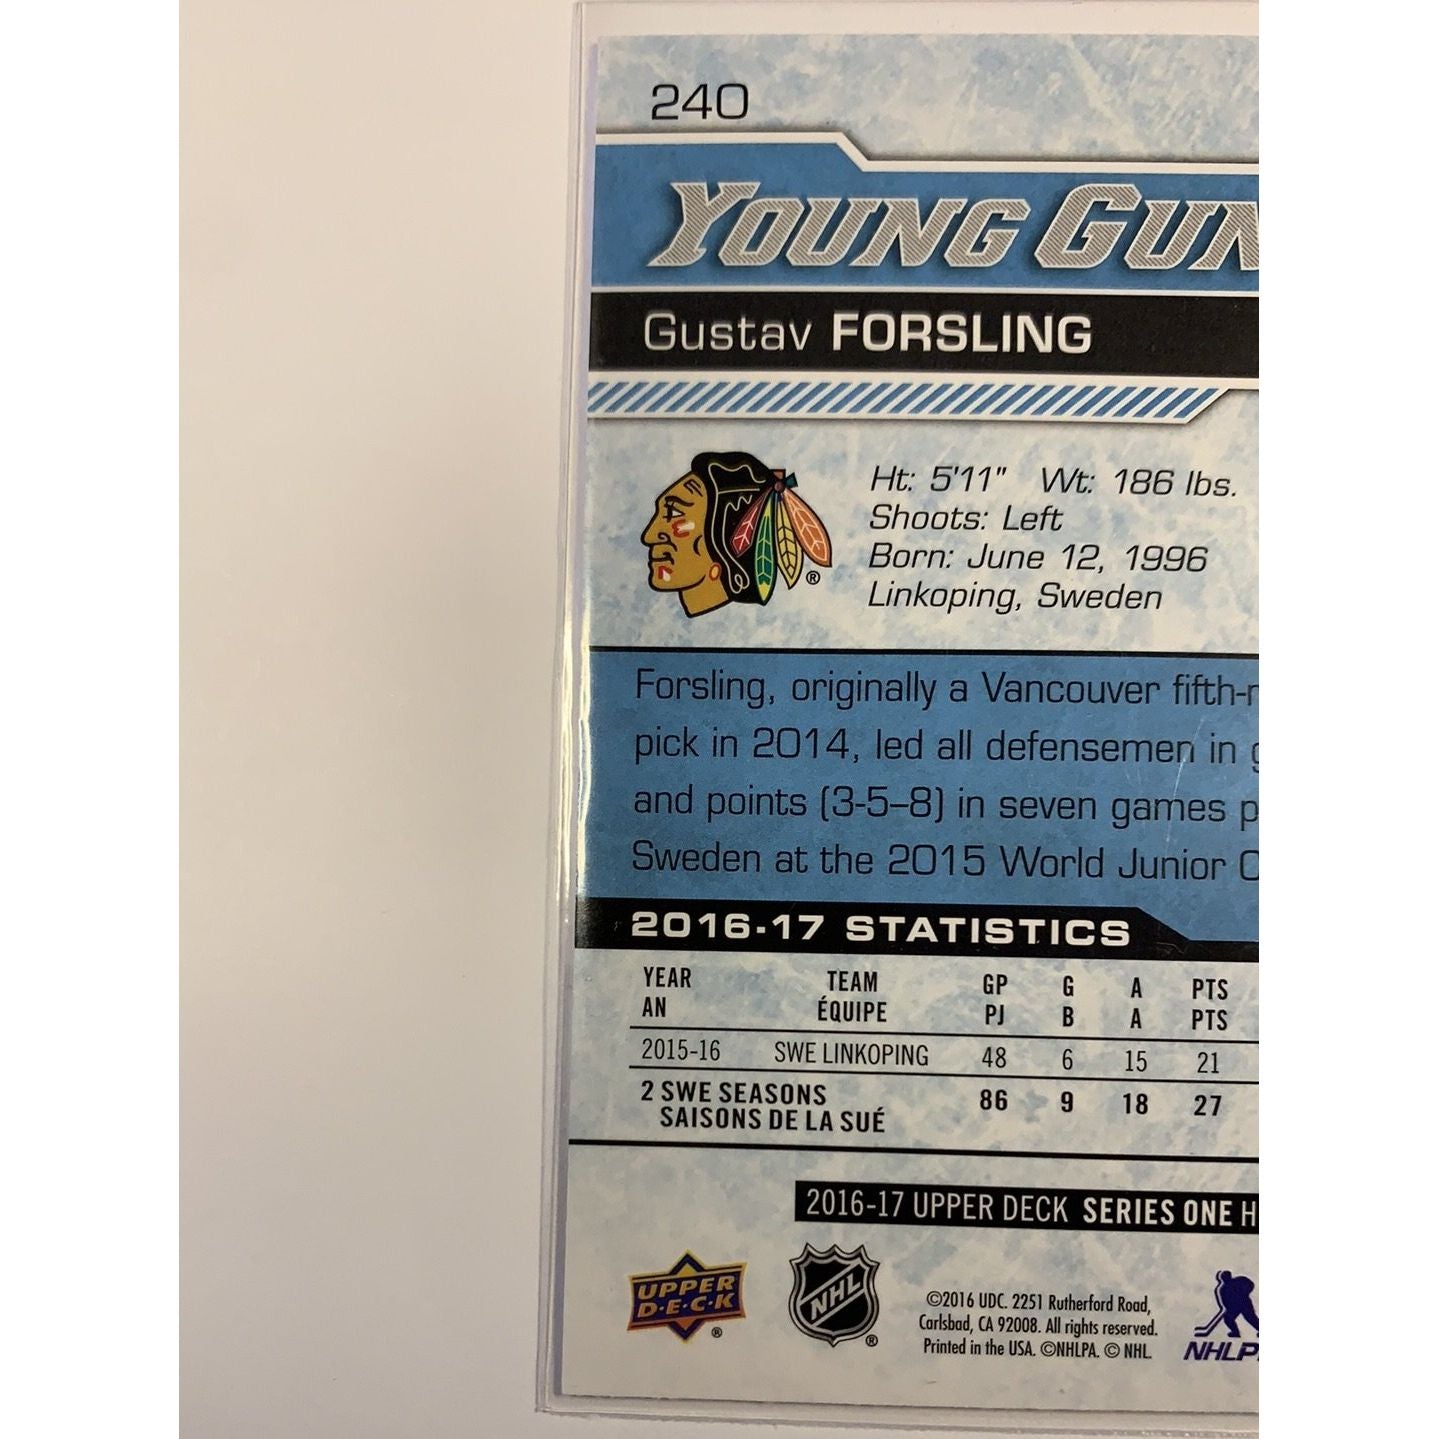 240
YOUNG GUN
Gustav FORSLING
Ht: 5'11" Wt: 186 lbs.
Shoots: Left
Born: June 12, 1996
Linkoping, Sweden
®
Forsling, originally a Vancouver fifth-
pick in 2014, led all defensemen in
and points (3-5–8) in seven games
Sweden at the 2015 World Junior
2016-17 STATISTICS
YEAR TEAM GP G A PTS
AN ÉQUIPE PJ B A PTS
2015-16 SWE LINKOPING 48 6 15 21
2 SWE SEASONS 86 9 18 27
SAISONS DE LA SUÉ
2016-17 UPPER DECK SERIES ONE H
UPPER
D·E·C·K
®
NHL
®
©2016 UDC. 2251 Rutherford Road,
Carlsbad, CA 92008. All rights reserved.
Printed in the USA. ©NHLPA. © NHL.
NHLP